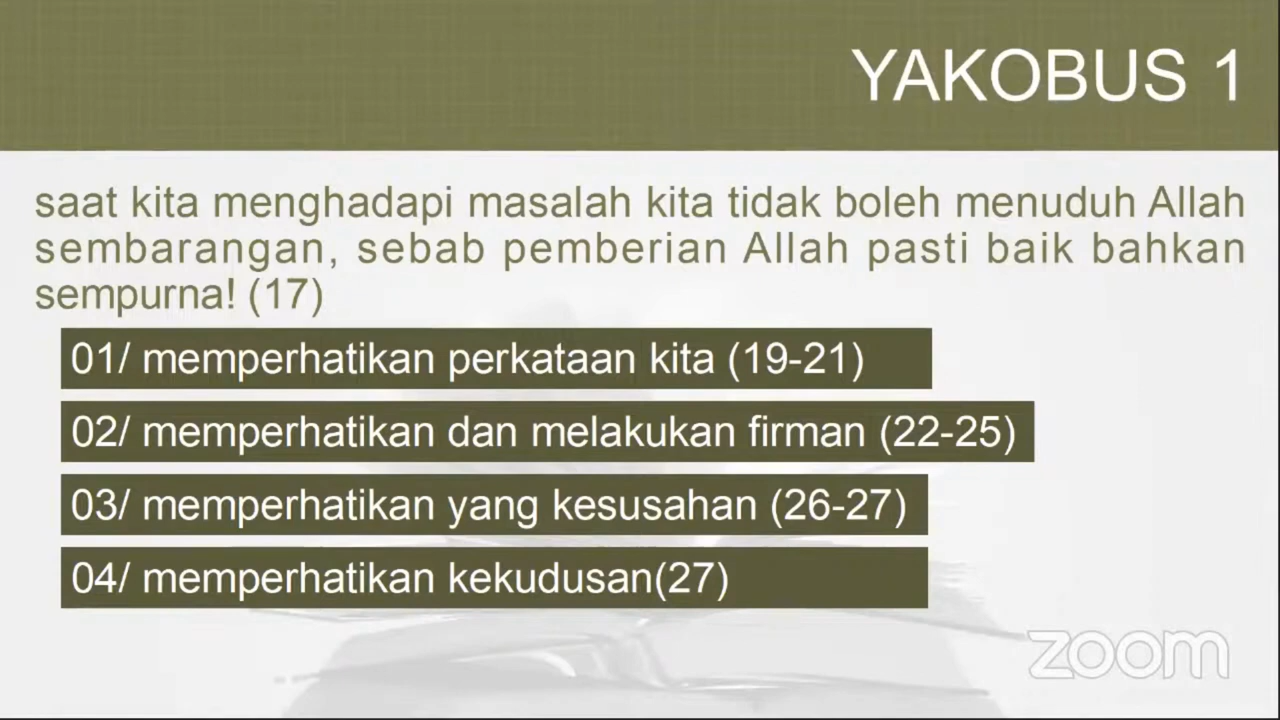 YAKOBUS 1
saat kita menghadapi masalah kita tidak boleh menuduh Allah
sembarangan, sebab pemberian Allah pasti baik bahkan
sempurna! (17)
01/ memperhatikan perkataan kita (19-21)
02/ memperhatikan dan melakukan firman (22-25)
03/ memperhatikan yang kesusahan (26-27)
04/ memperhatikan kekudusan(27)
zoom